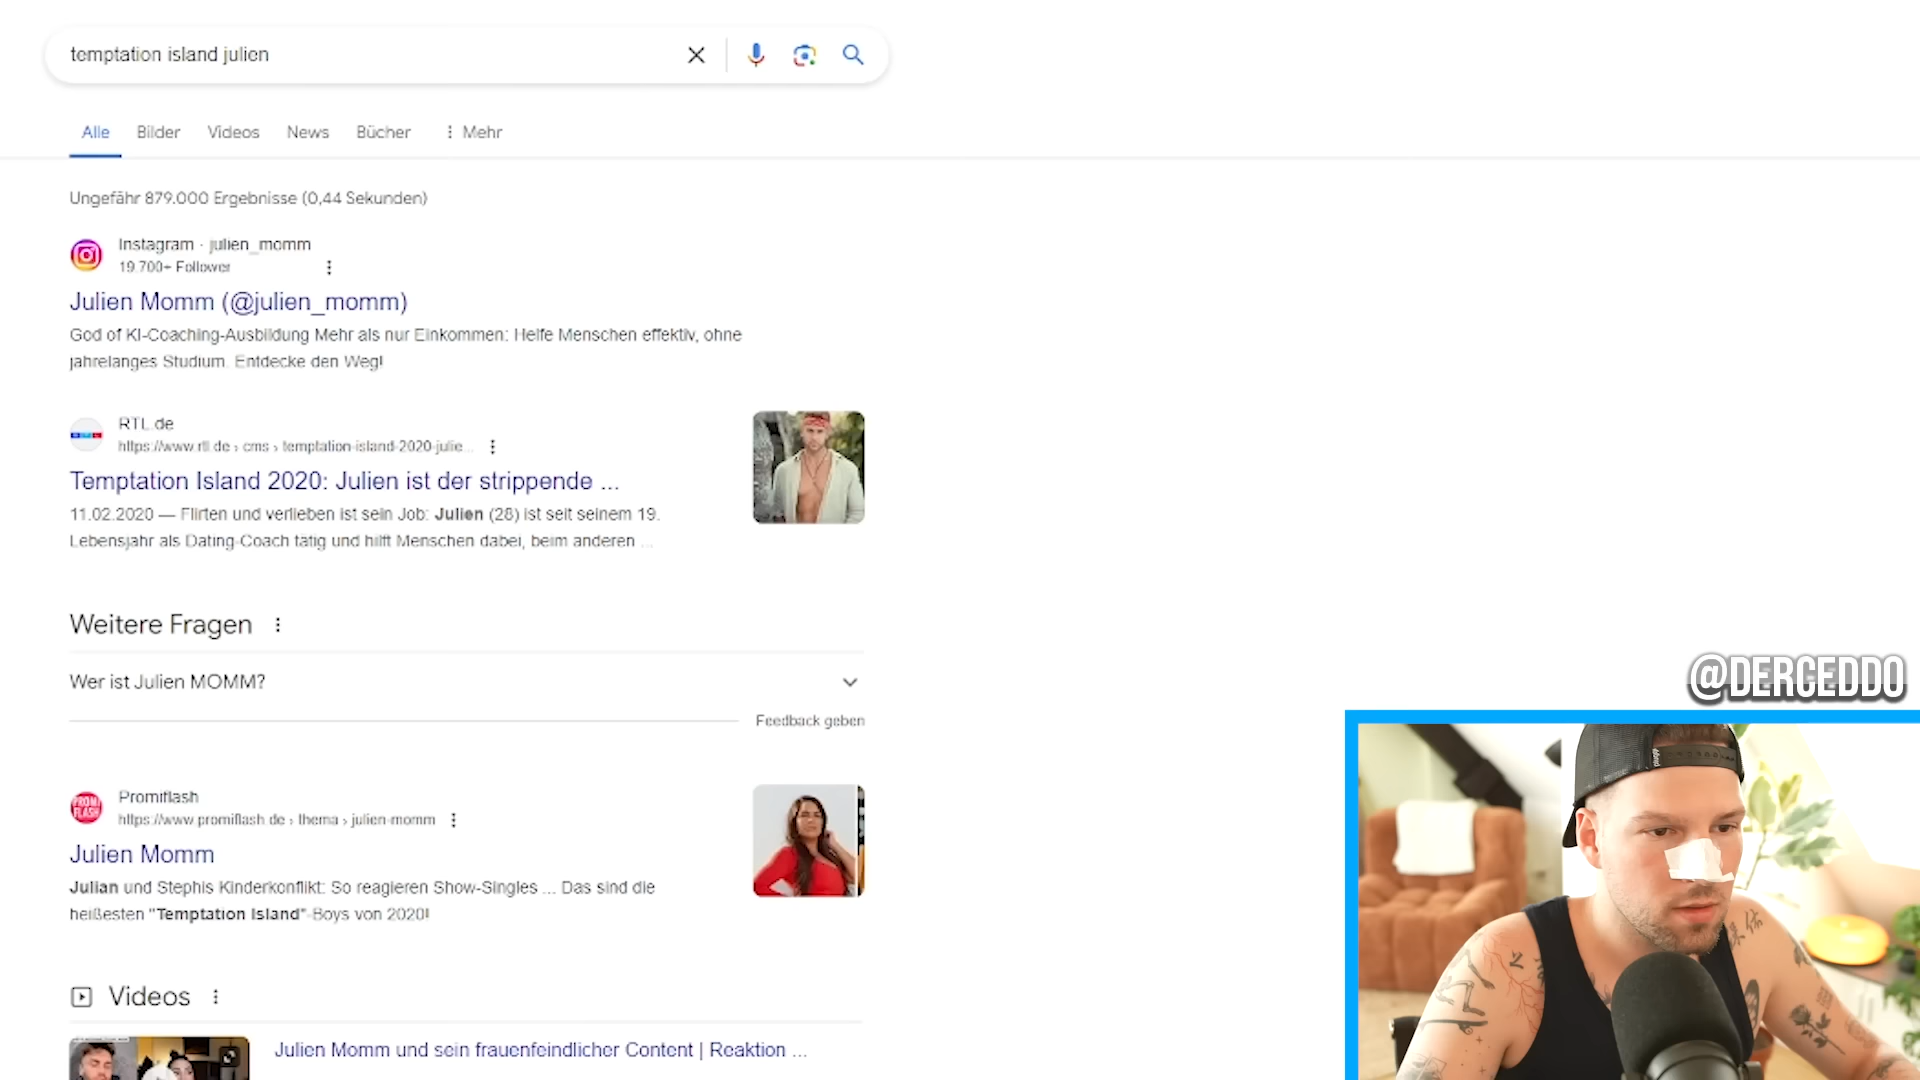 temptation island julien
Alle Bilder Videos News Bücher Mehr
Ungefähr 879.000 Ergebnisse (0,44 Sekunden)
Instagram · julien_momm
19.700+ Follower
Julien Momm (@julien_momm)
God of KI-Coaching-Ausbildung Mehr als nur Einkommen: Helfe Menschen effektiv, ohne
jahrelanges Studium. Entdecke den Weg!
RTL.de
https://www.rtl.de › cms › temptation-island-2020-julie...
Temptation Island 2020: Julien ist der strippende ...
11.02.2020 — Flirten und verlieben ist sein Job: Julien (28) ist seit seinem 19.
Lebensjahr als Dating-Coach tätig und hilft Menschen dabei, beim anderen ...
Weitere Fragen
Wer ist Julien MOMM?
Feedback geben
@DERCEDDO
PROMI
FLASH
Promiflash
https://www.promiflash.de › thema › julien-momm
Julien Momm
Julian und Stephis Kinderkonflikt: So reagieren Show-Singles ... Das sind die
heißesten "Temptation Island"-Boys von 2020!
Videos
Julien Momm und sein frauenfeindlicher Content | Reaktion ...